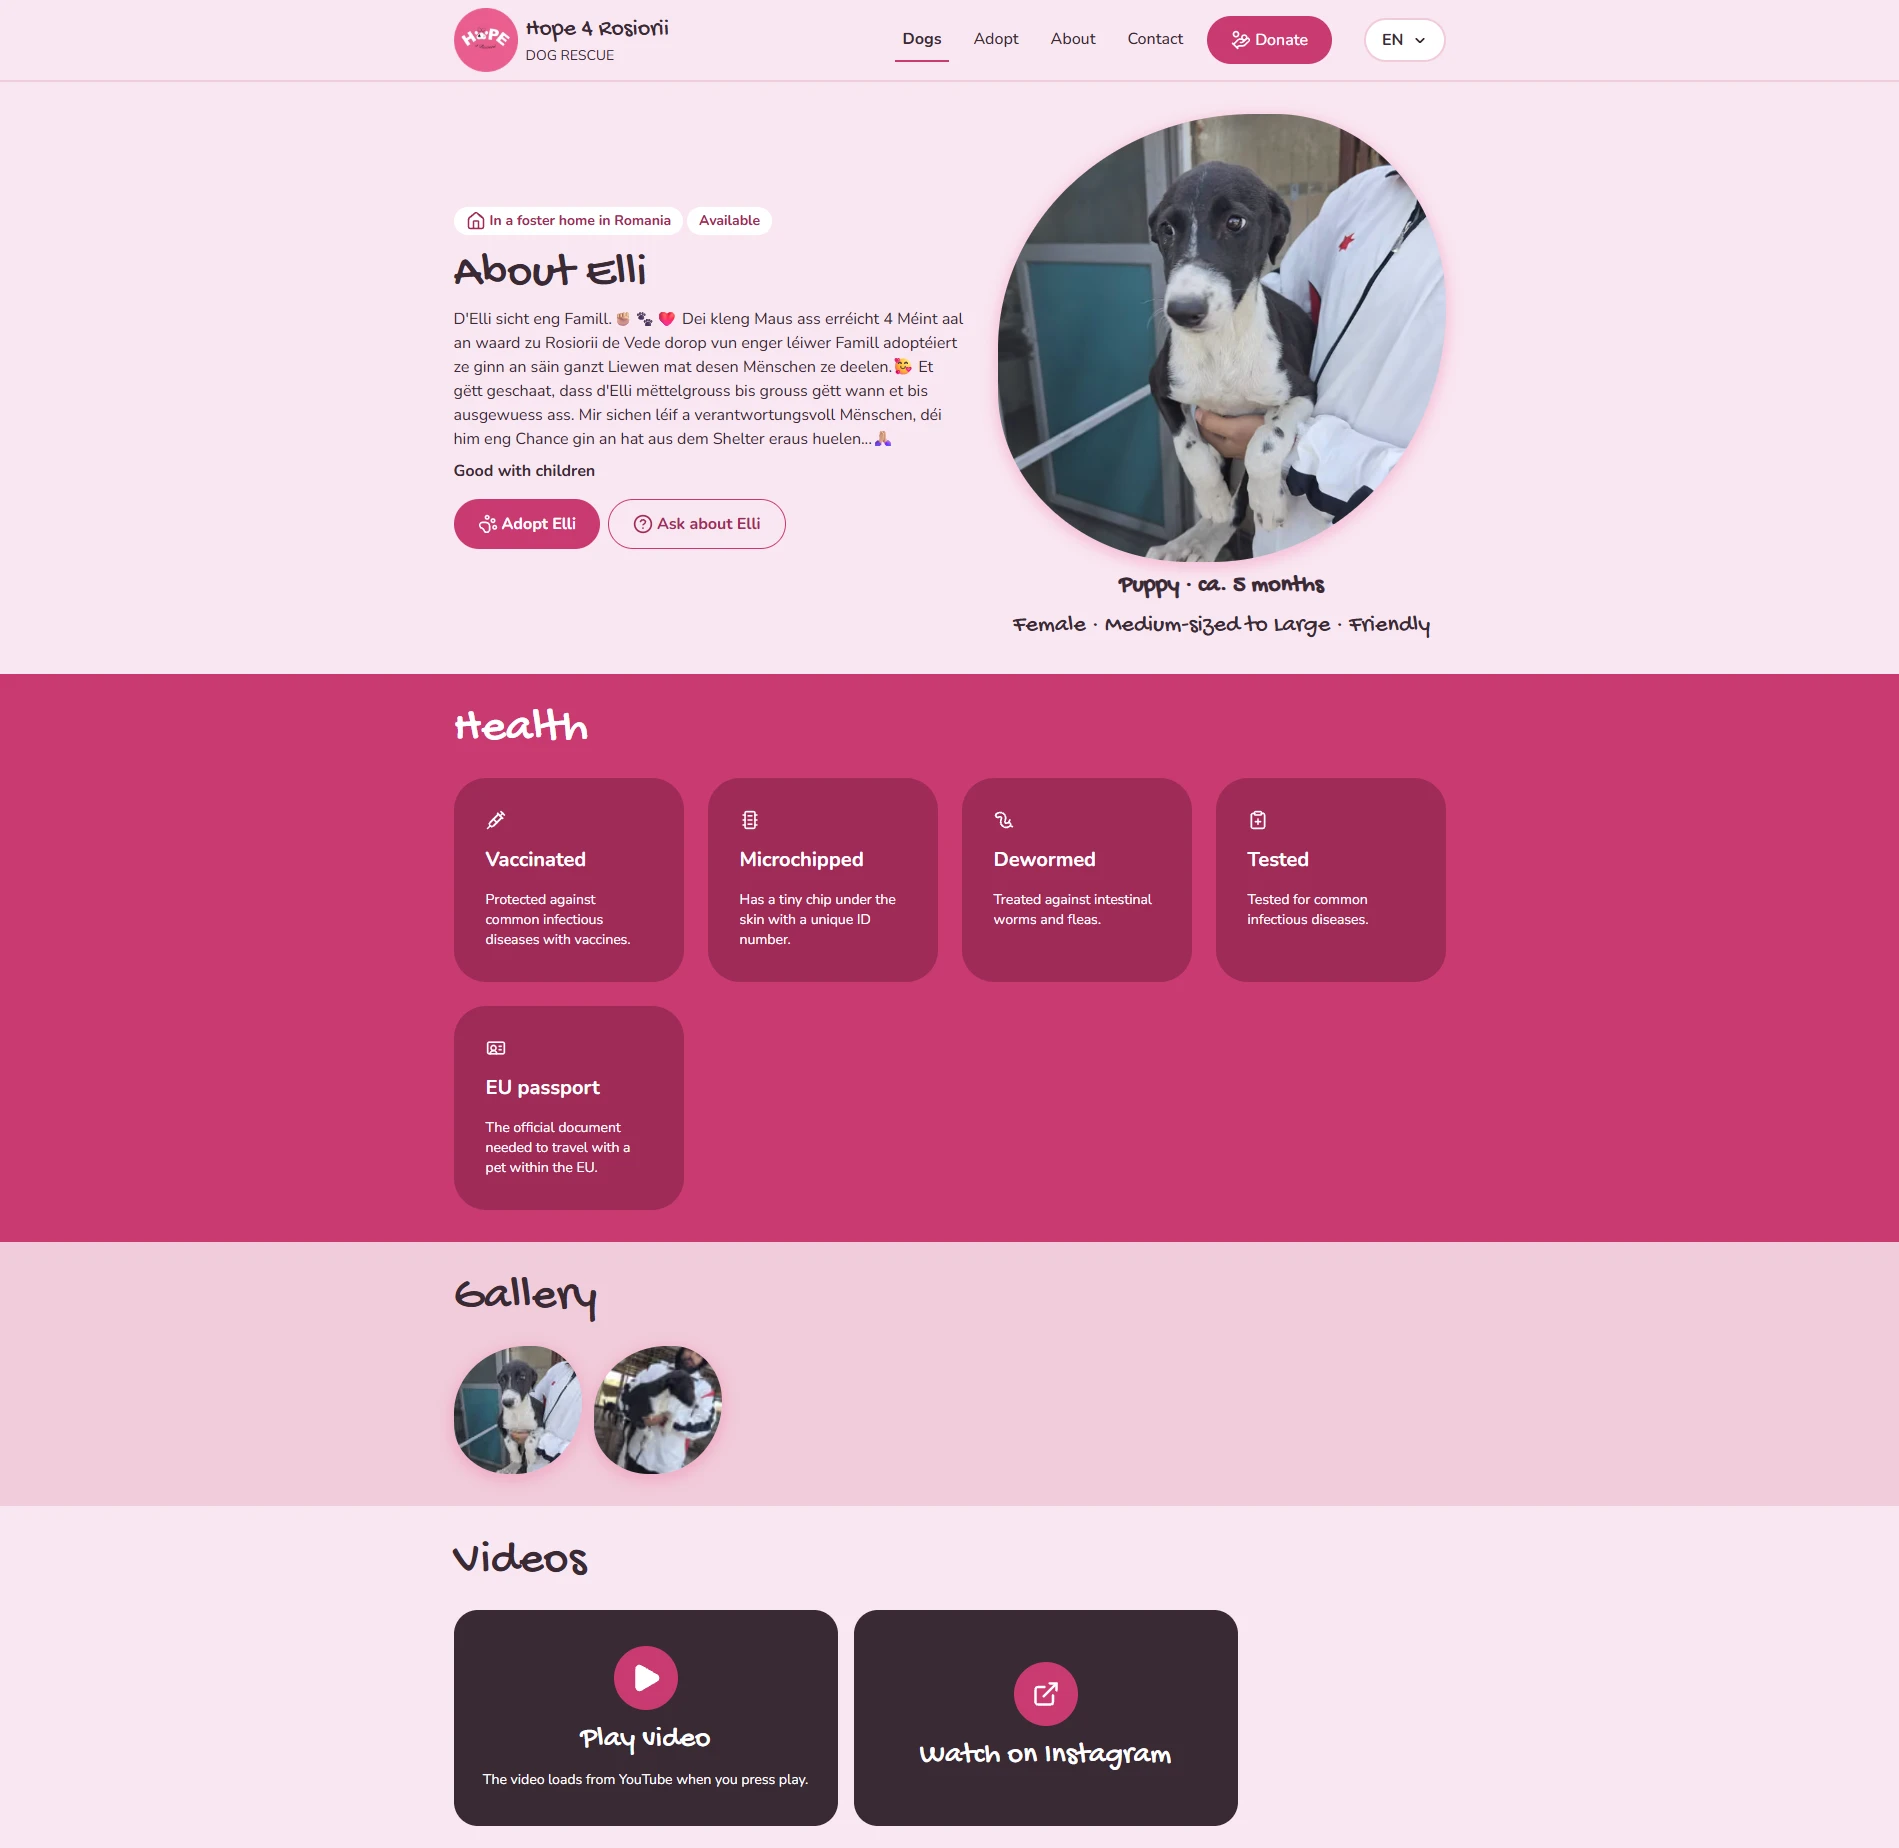 HOPE
Hope 4 Rosiorii
DOG RESCUE
Dogs
Adopt
About
Contact
Donate
EN
In a foster home in Romania
Available
About Elli
D'Elli sicht eng Famill.✊🏼 🐾 ❤️ Dei kleng Maus ass erréicht 4 Méint aal
an waard zu Rosiorii de Vede dorop vun enger léiwer Famill adoptéiert
ze ginn an säin ganzt Liewen mat desen Mënschen ze deelen.🥰 Et
gëtt geschaat, dass d'Elli mëttelgrouss bis grouss gëtt wann et bis
ausgewuess ass. Mir sichen léif a verantwortungsvoll Mënschen, déi
him eng Chance gin an hat aus dem Shelter eraus huelen...🙏🏼
Good with children
Adopt Elli
Ask about Elli
Puppy · ca. 5 months
Female · Medium-sized to Large · Friendly
Health
Vaccinated
Protected against
common infectious
diseases with vaccines.
Microchipped
Has a tiny chip under the
skin with a unique ID
number.
Dewormed
Treated against intestinal
worms and fleas.
Tested
Tested for common
infectious diseases.
EU passport
The official document
needed to travel with a
pet within the EU.
Gallery
Videos
Play video
The video loads from YouTube when you press play.
Watch on Instagram